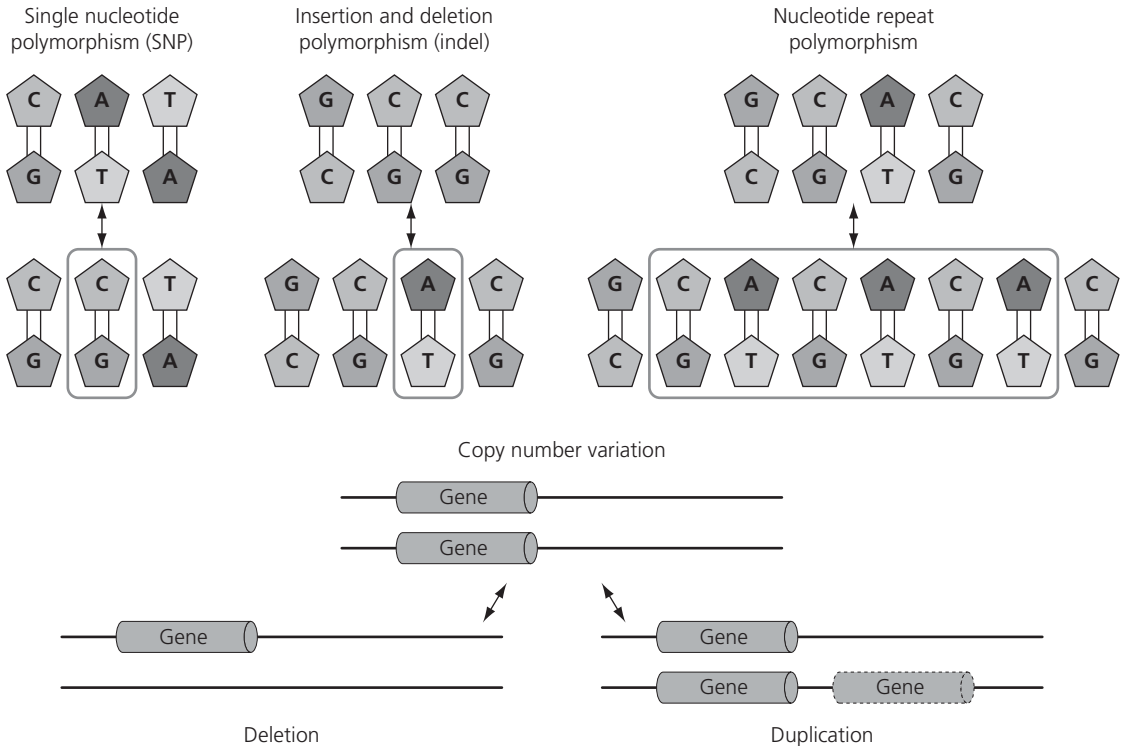 Single nucleotide
polymorphism (SNP)
Insertion and deletion
polymorphism (indel)
Nucleotide repeat
polymorphism
C A T
G T A
G C C
C G G
G C A C
C G T G
C C T
G G A
G C A C
C G T G
G C A C A C A C
C G T G T G T G
Copy number variation
Gene
Gene
Gene
Deletion
Gene
Gene Gene
Duplication